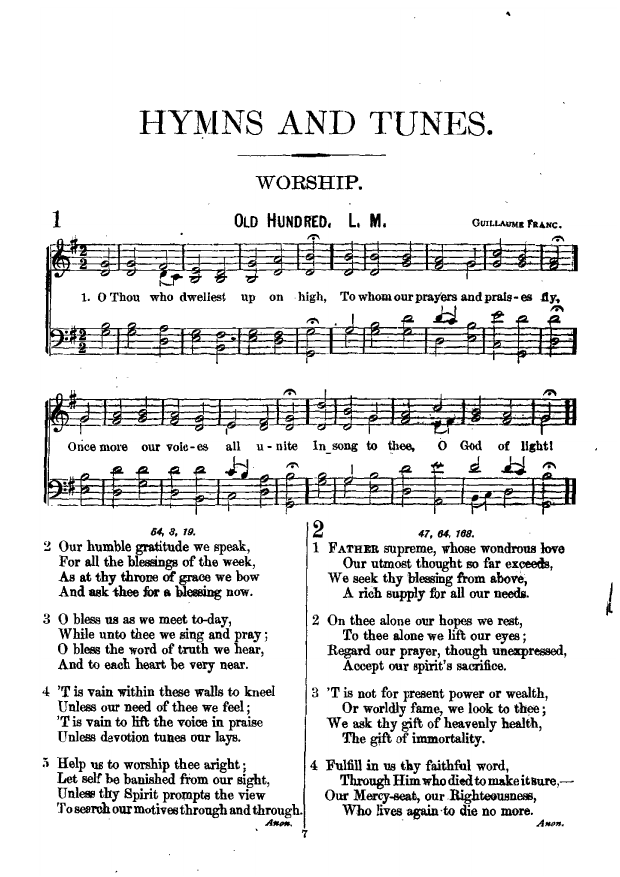 HYMNS AND TUNES.
WORSHIP.
1 OLD HUNDRED. L. M. GUILLAUME FRANC.
1. O Thou who dwellest up on high, To whom our prayers and prais-es fly,
Once more our voic-es all u-nite In song to thee, O God of light!
54, 3, 19.
2 Our humble gratitude we speak,
For all the blessings of the week,
As at thy throne of grace we bow
And ask thee for a blessing now.
3 O bless us as we meet to-day,
While unto thee we sing and pray;
O bless the word of truth we hear,
And to each heart be very near.
4 'T is vain within these walls to kneel
Unless our need of thee we feel;
'T is vain to lift the voice in praise
Unless devotion tunes our lays.
5 Help us to worship thee aright;
Let self be banished from our sight,
Unless thy Spirit prompts the view
To search our motives through and through.
Anon.
2 47, 64, 168.
1 FATHER supreme, whose wondrous love
Our utmost thought so far exceeds,
We seek thy blessing from above,
A rich supply for all our needs.
2 On thee alone our hopes we rest,
To thee alone we lift our eyes;
Regard our prayer, though unexpressed,
Accept our spirit's sacrifice.
3 'T is not for present power or wealth,
Or worldly fame, we look to thee;
We ask thy gift of heavenly health,
The gift of immortality.
4 Fulfill in us thy faithful word,
Through Him who died to make it sure,—
Our Mercy-seat, our Righteousness,
Who lives again to die no more.
Anon.
7